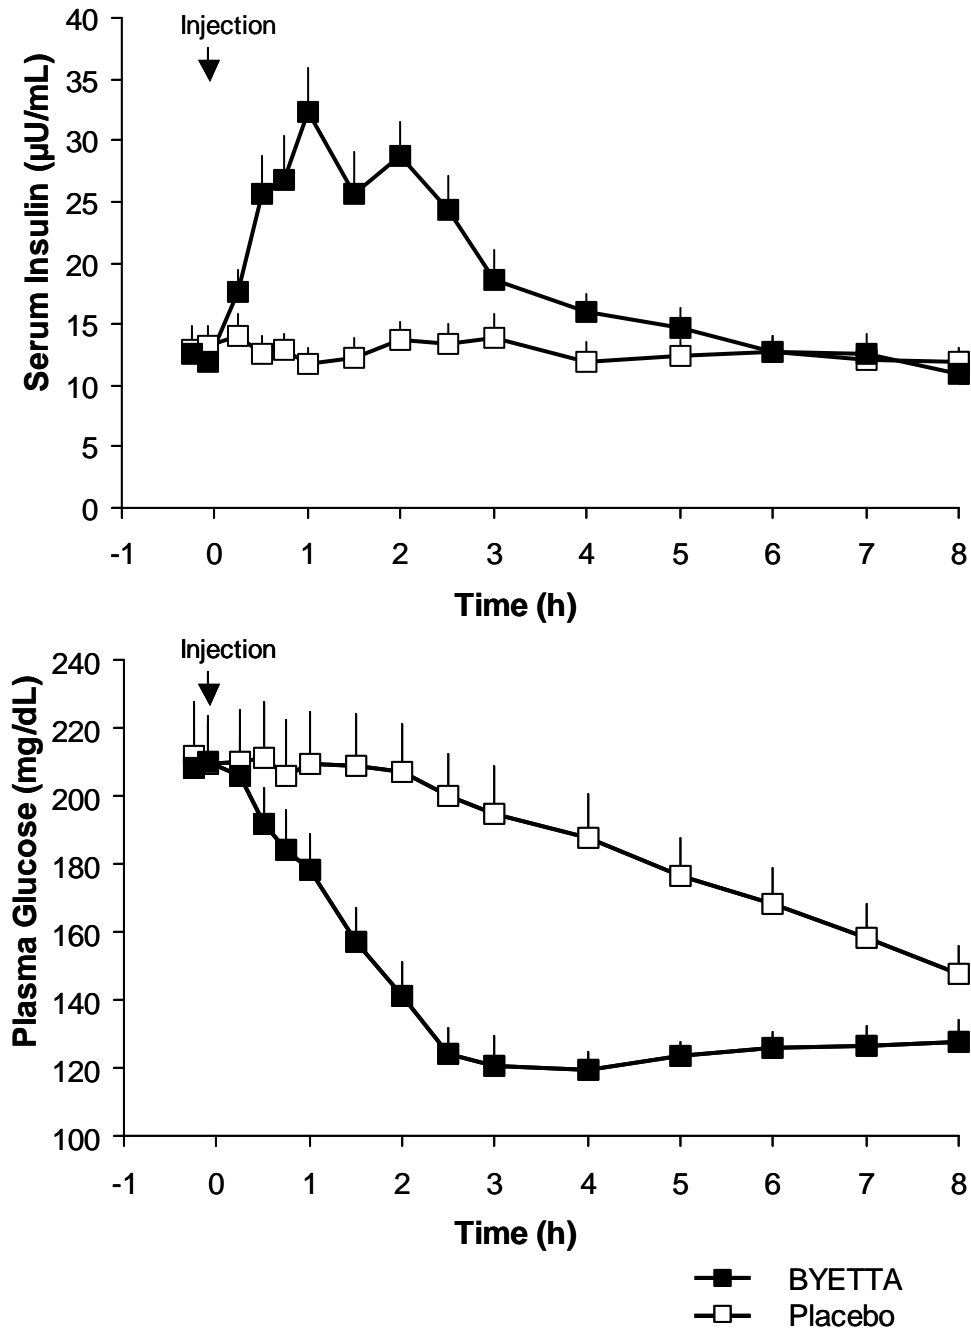 Injection
Serum Insulin (µU/mL)
40
35
30
25
20
15
10
5
0
-1 0 1 2 3 4 5 6 7 8
Time (h)
Injection
Plasma Glucose (mg/dL)
240
220
200
180
160
140
120
100
-1 0 1 2 3 4 5 6 7 8
Time (h)
BYETTA
Placebo